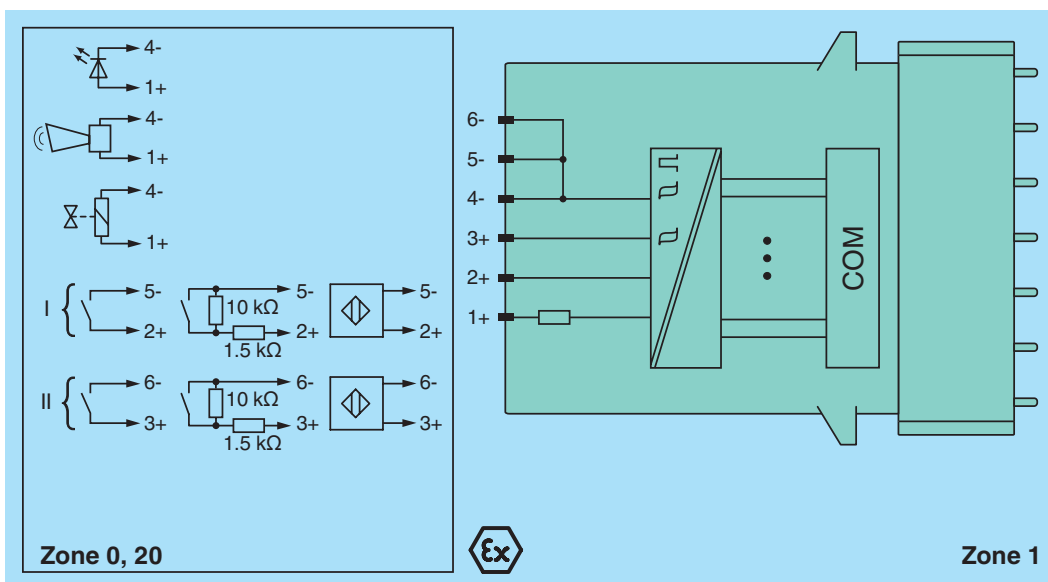 4-
1+
4-
1+
4-
1+
I
5-
2+
10 kΩ
1.5 kΩ
5-
2+
5-
2+
II
6-
3+
10 kΩ
1.5 kΩ
6-
3+
6-
3+
Zone 0, 20
6-
5-
4-
3+
2+
1+
COM
Ex
Zone 1